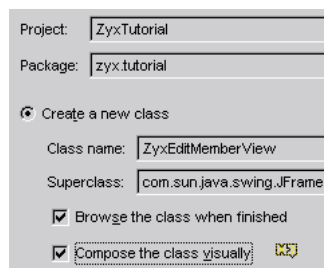 Project: ZyxTutorial
Package: zyx.tutorial
Create a new class
Class name: ZyxEditMemberView
Superclass: com.sun.java.swing.JFrame
Browse the class when finished
Compose the class visually